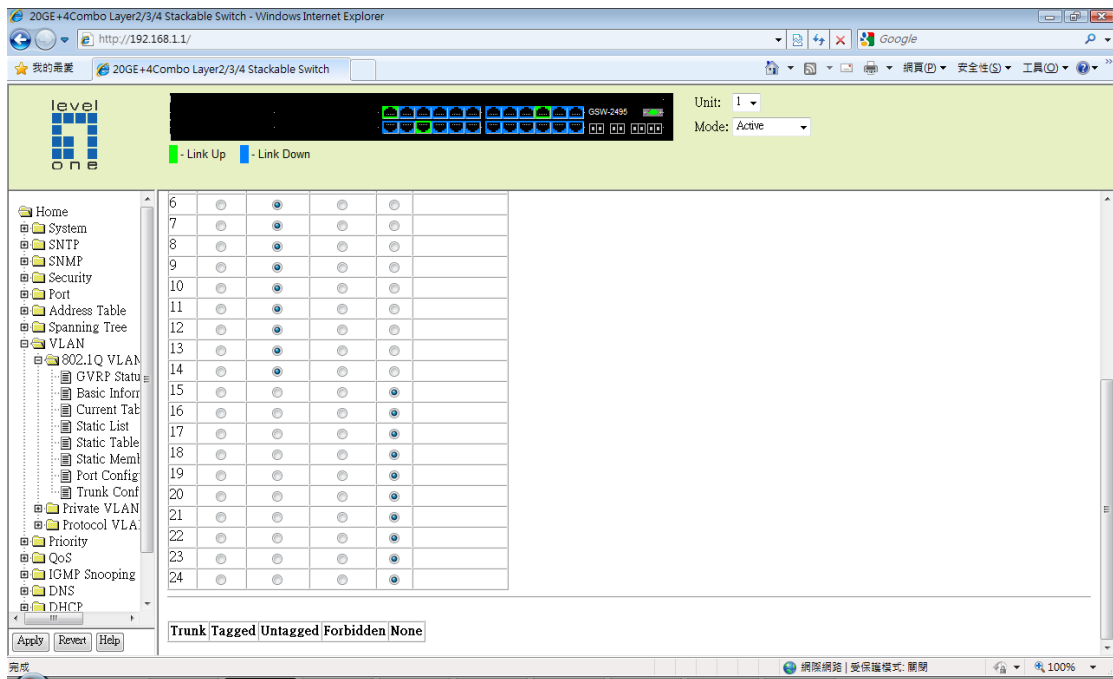 20GE+4Combo Layer2/3/4 Stackable Switch - Windows Internet Explorer
http://192.168.1.1/
Google
我的最愛
20GE+4Combo Layer2/3/4 Stackable Switch
網頁(P)
安全性(S)
工具(O)
level
one
GSW-2495
- Link Up
- Link Down
Unit: 1
Mode: Active
Home
System
SNTP
SNMP
Security
Port
Address Table
Spanning Tree
VLAN
802.1Q VLAN
GVRP Statu
Basic Inforr
Current Tab
Static List
Static Table
Static Meml
Port Config
Trunk Conf
Private VLAN
Protocol VLA
Priority
QoS
IGMP Snooping
DNS
DHCP
Apply
Revert
Help
6
7
8
9
10
11
12
13
14
15
16
17
18
19
20
21
22
23
24
Trunk Tagged Untagged Forbidden None
完成
網際網路 | 受保護模式: 關閉
100%